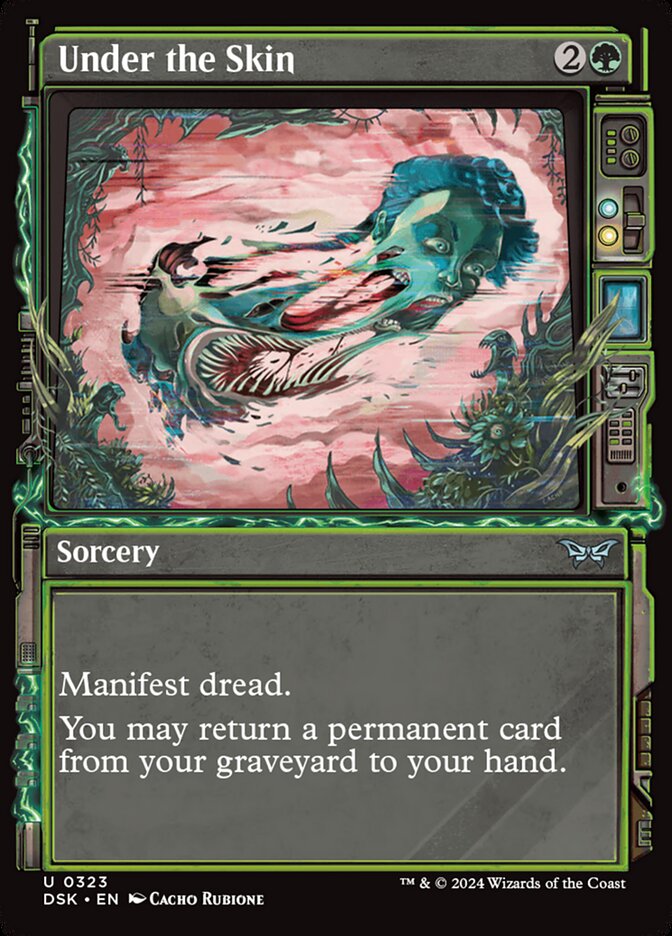 Under the Skin 2
Sorcery
Manifest dread.
You may return a permanent card
from your graveyard to your hand.
U 0323
DSK • EN Cacho Rubione
™ & © 2024 Wizards of the Coast